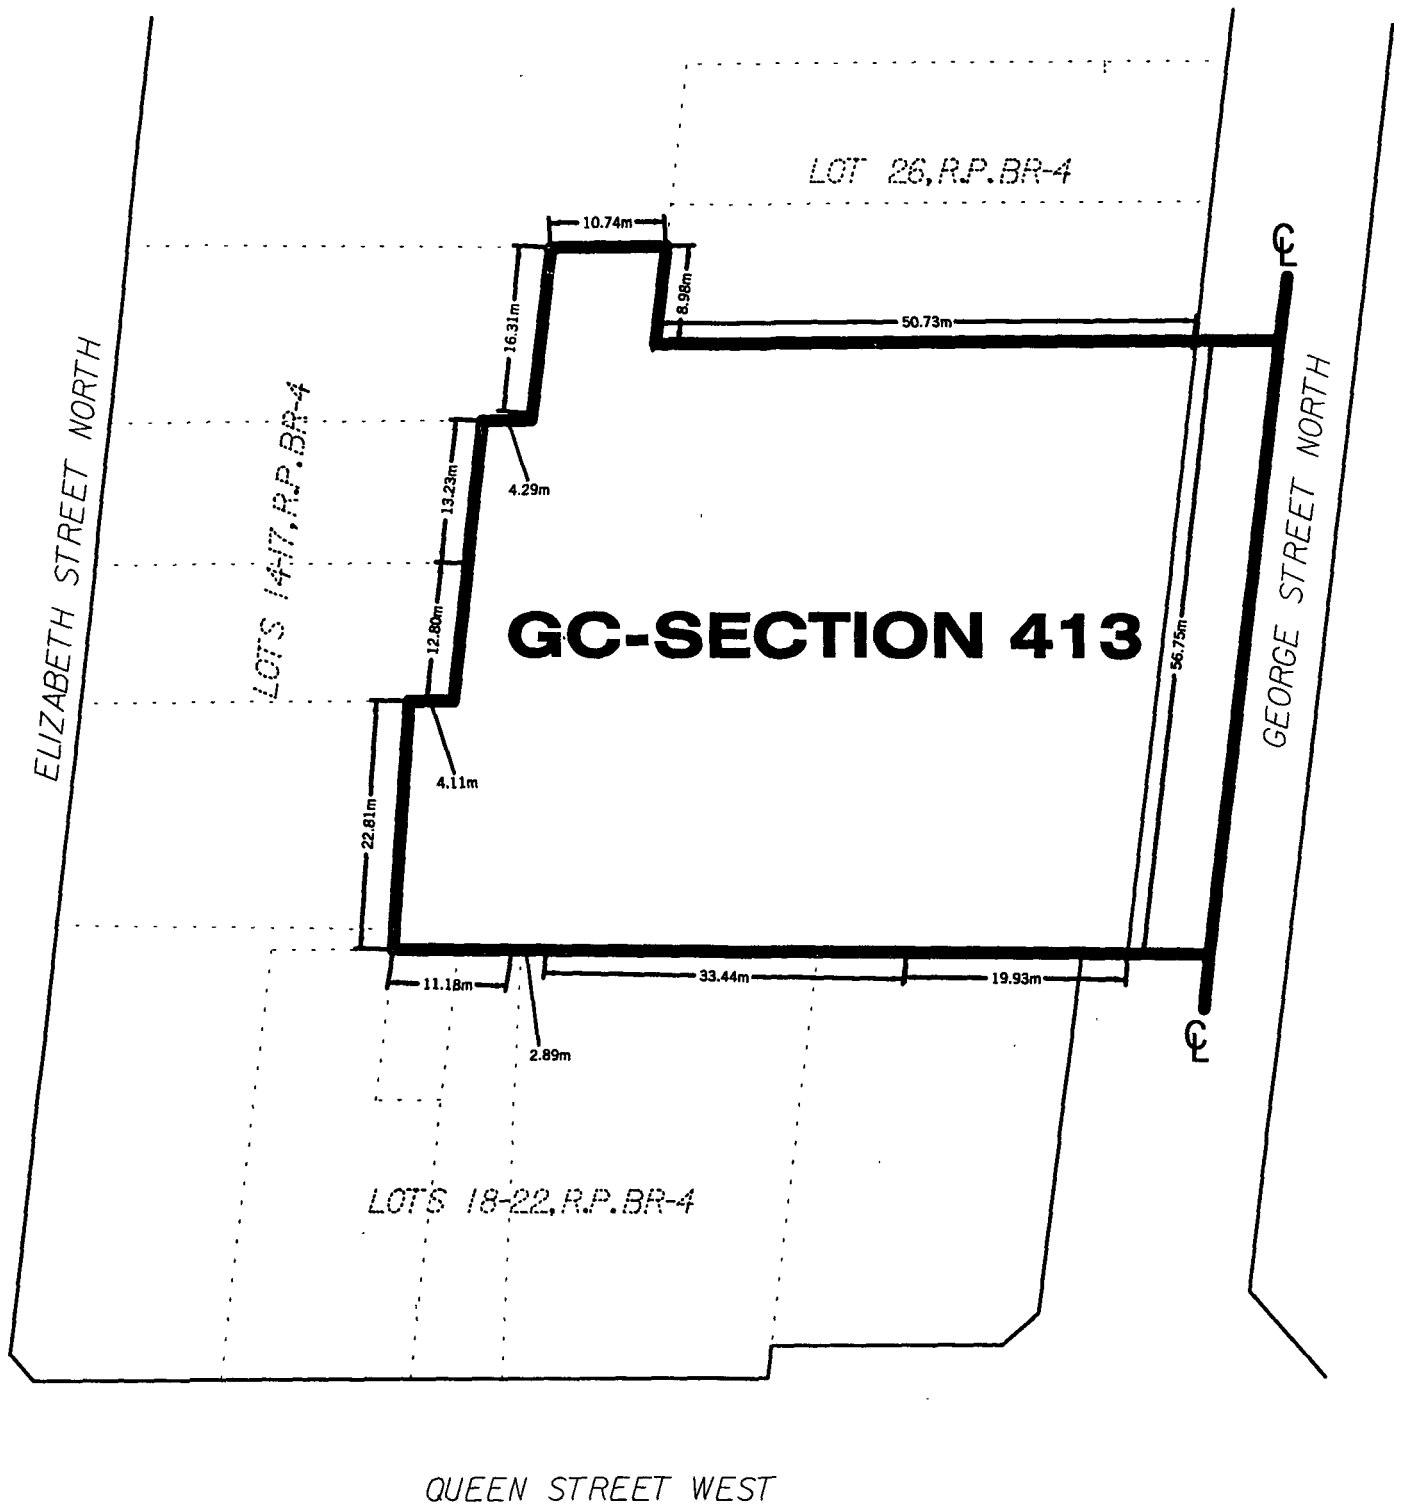 LOT 26, R.P. BR-4
10.74m
℄
8.98m
16.31m
50.73m
ELIZABETH STREET NORTH
LOTS 14-17, R.P. BR-4
13.23m
4.29m
GEORGE STREET NORTH
12.80m
GC-SECTION 413
56.75m
4.11m
22.81m
11.18m
33.44m
19.93m
℄
2.89m
LOTS 18-22, R.P. BR-4
QUEEN STREET WEST